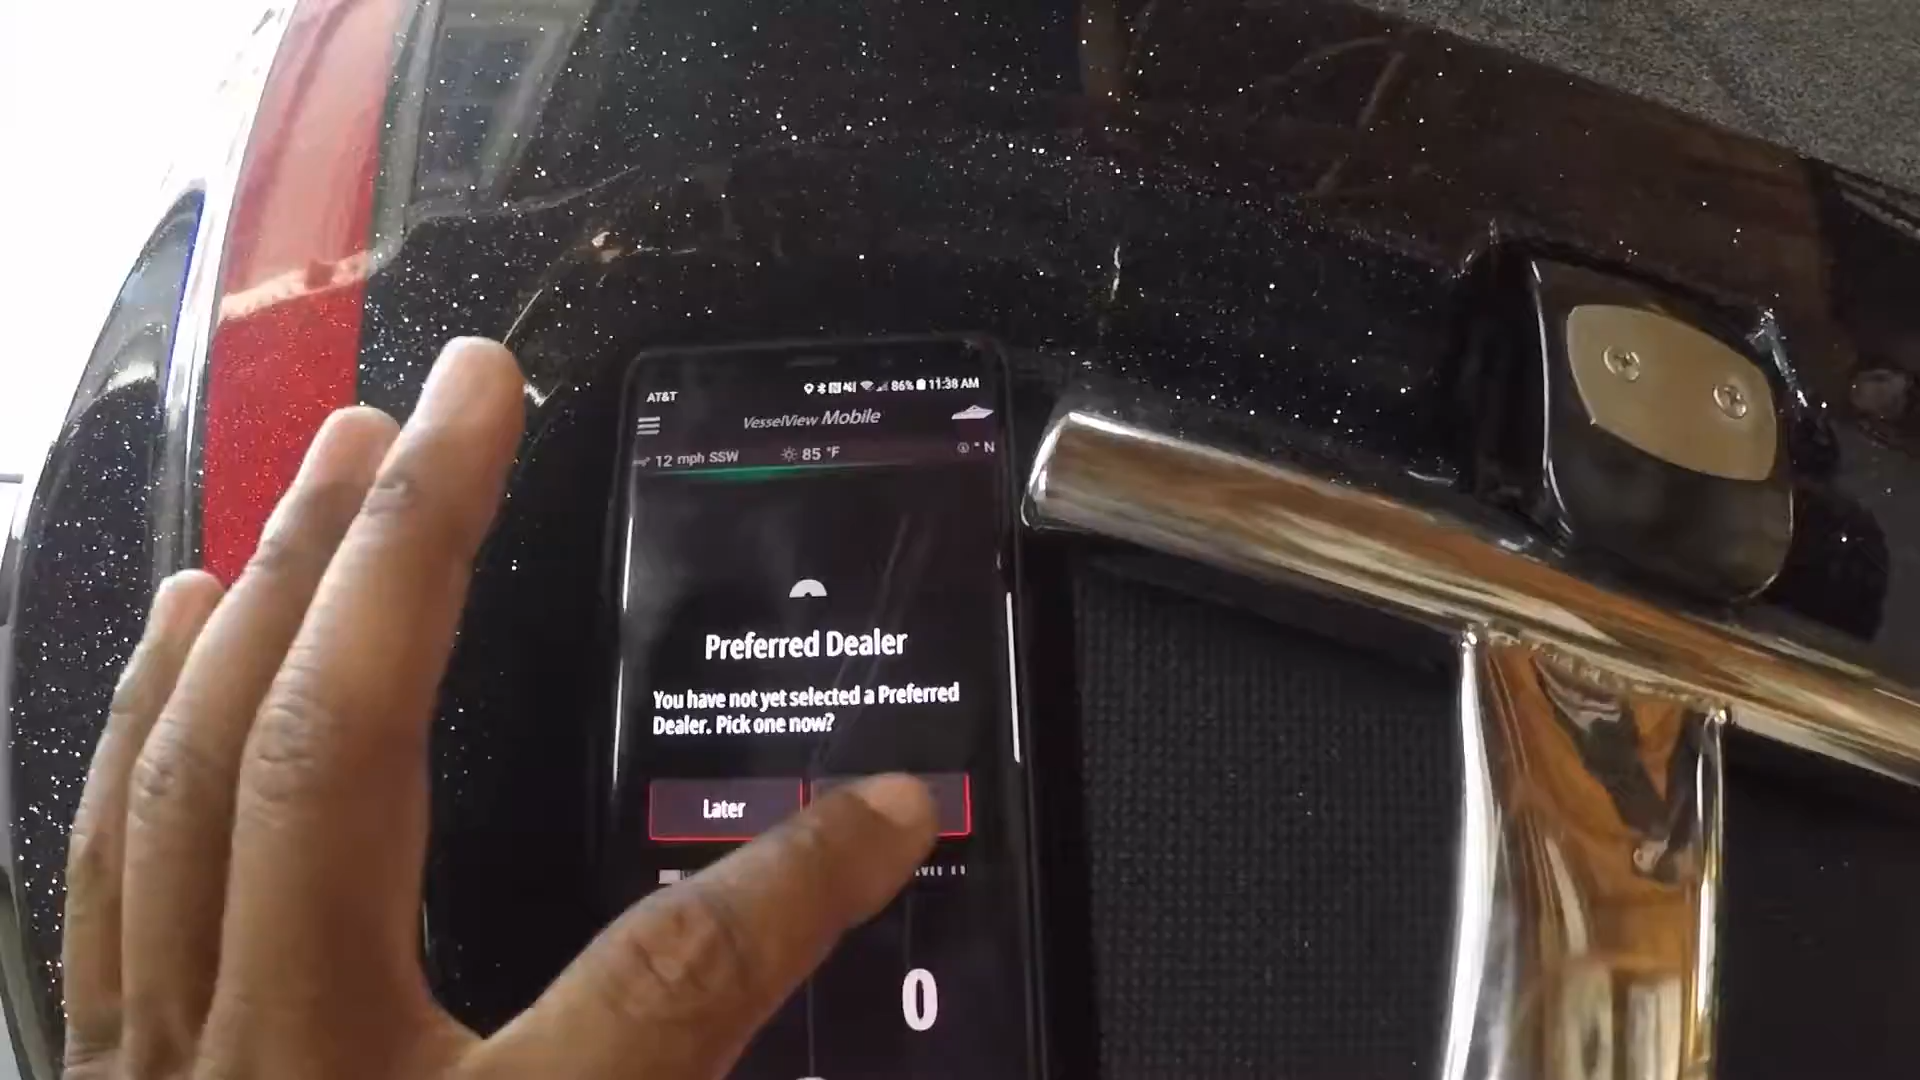 AT&T 86% 11:38 AM
VesselView Mobile
12 mph SSW 85 °F ° N
Preferred Dealer
You have not yet selected a Preferred
Dealer. Pick one now?
Later
0